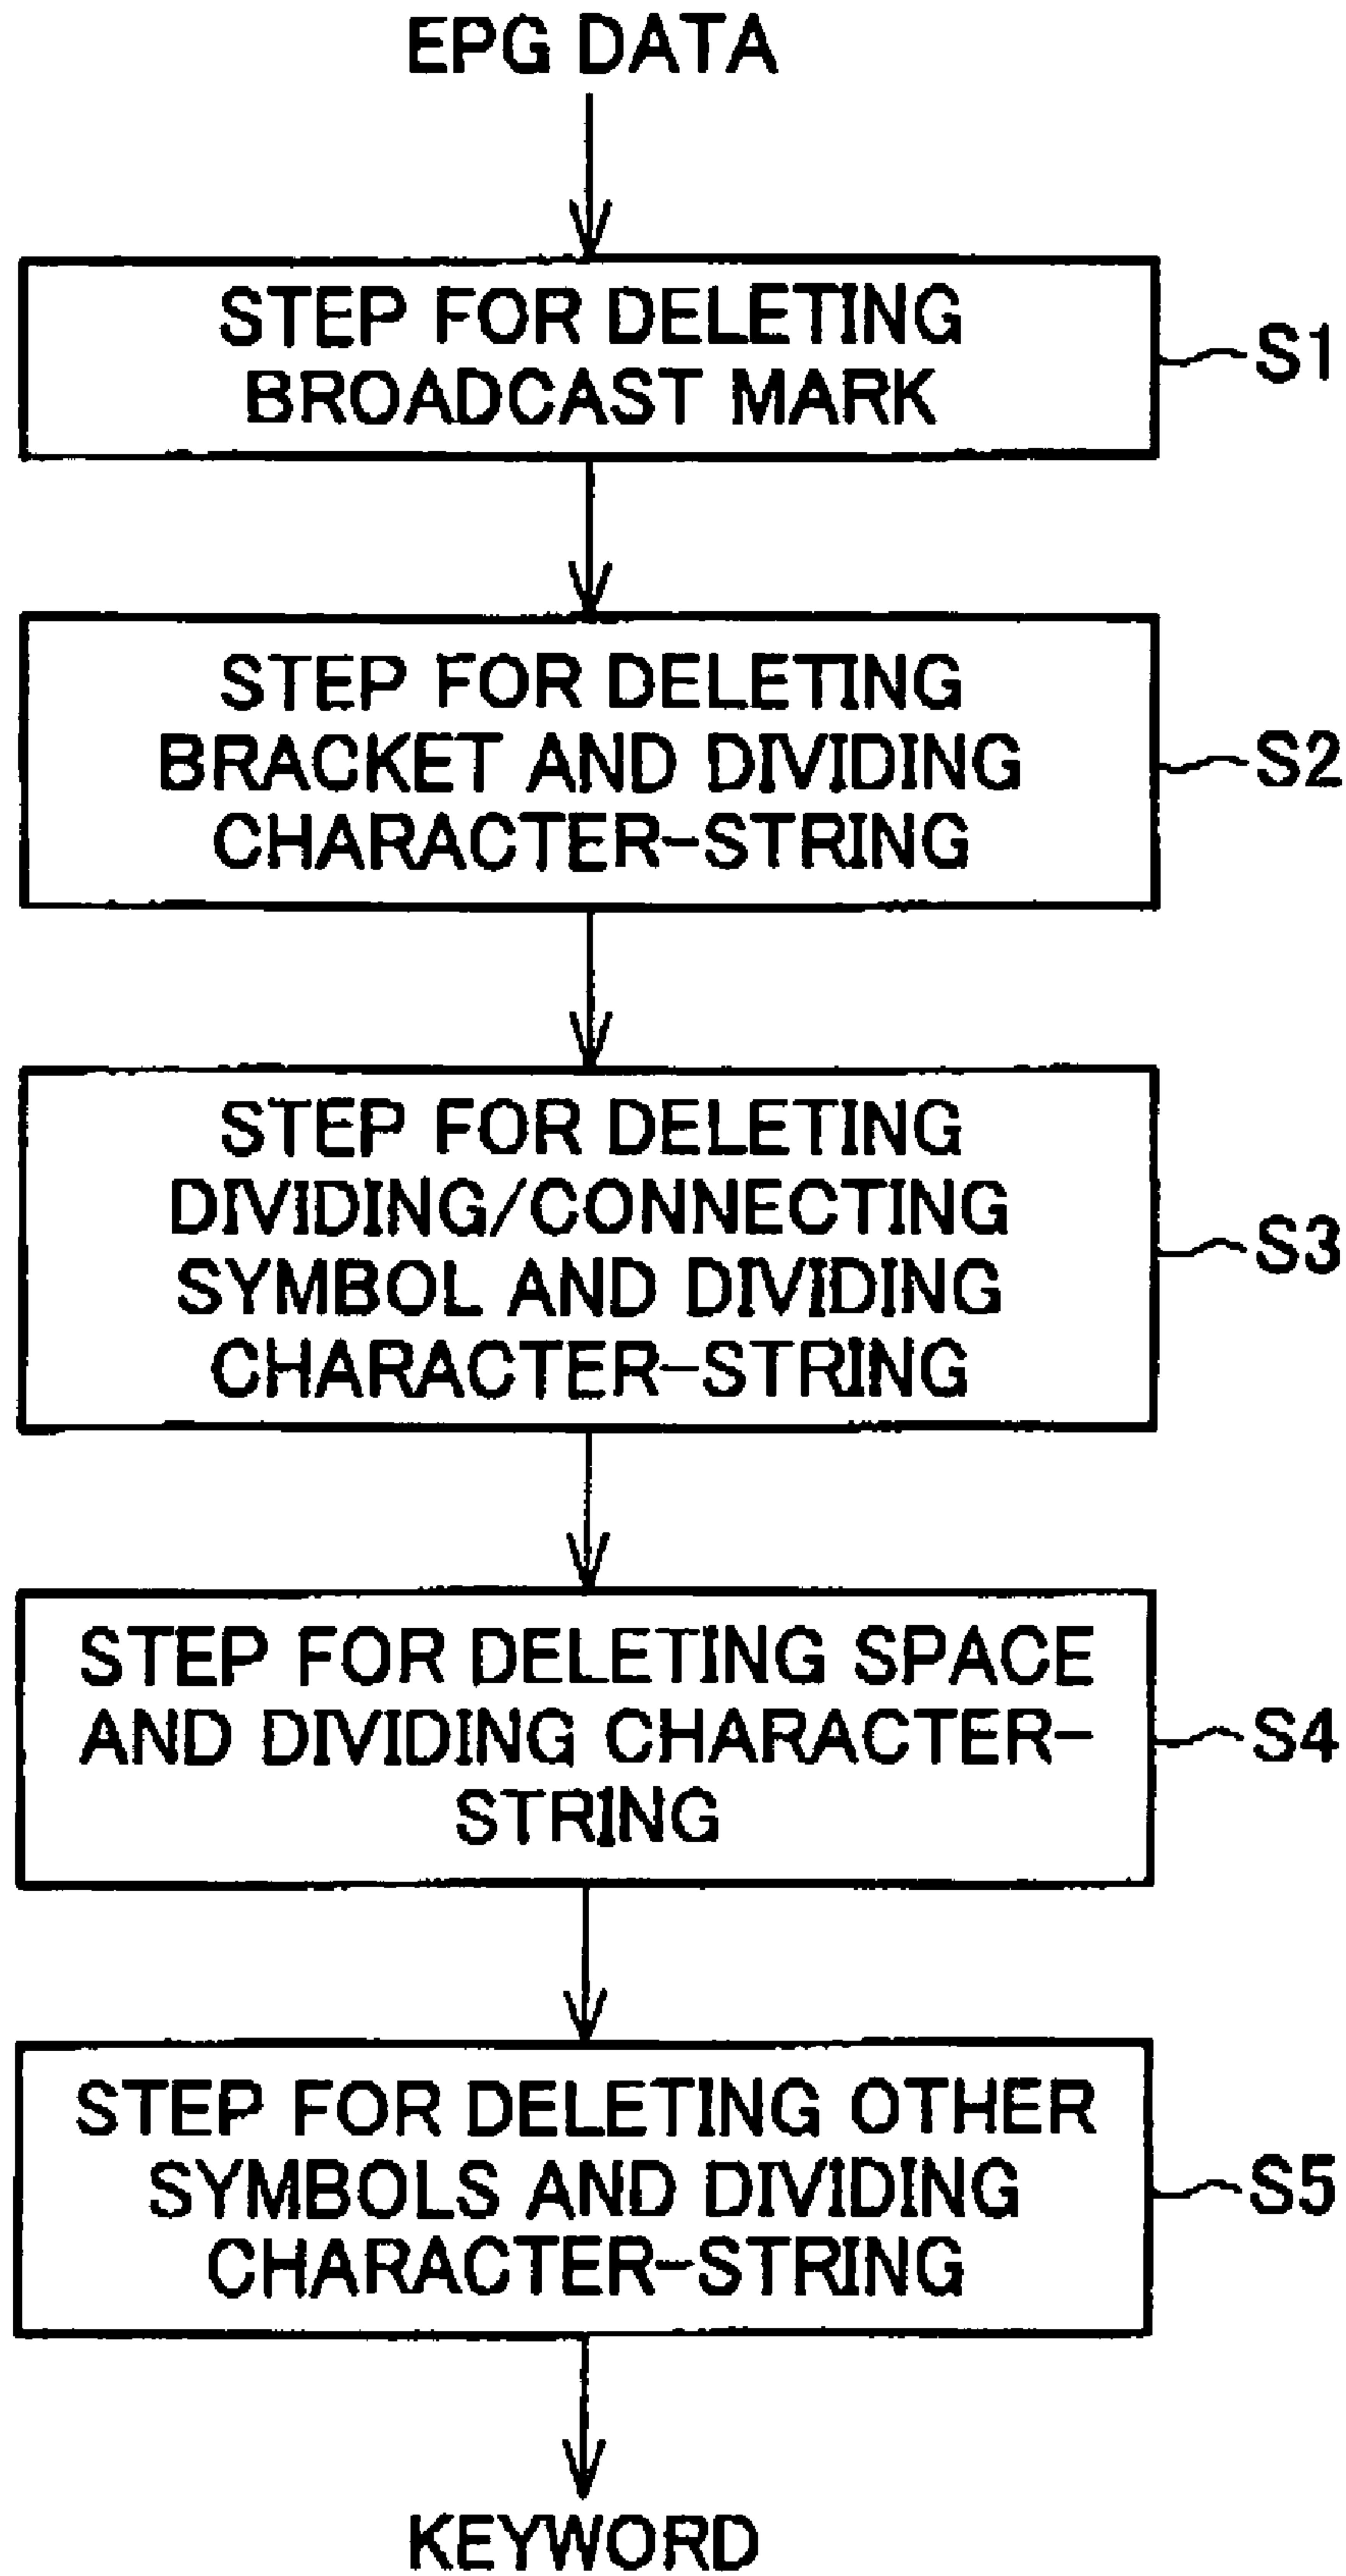 EPG DATA
STEP FOR DELETING
BROADCAST MARK
S1
STEP FOR DELETING
BRACKET AND DIVIDING
CHARACTER-STRING
S2
STEP FOR DELETING
DIVIDING/CONNECTING
SYMBOL AND DIVIDING
CHARACTER-STRING
S3
STEP FOR DELETING SPACE
AND DIVIDING CHARACTER-
STRING
S4
STEP FOR DELETING OTHER
SYMBOLS AND DIVIDING
CHARACTER-STRING
S5
KEYWORD